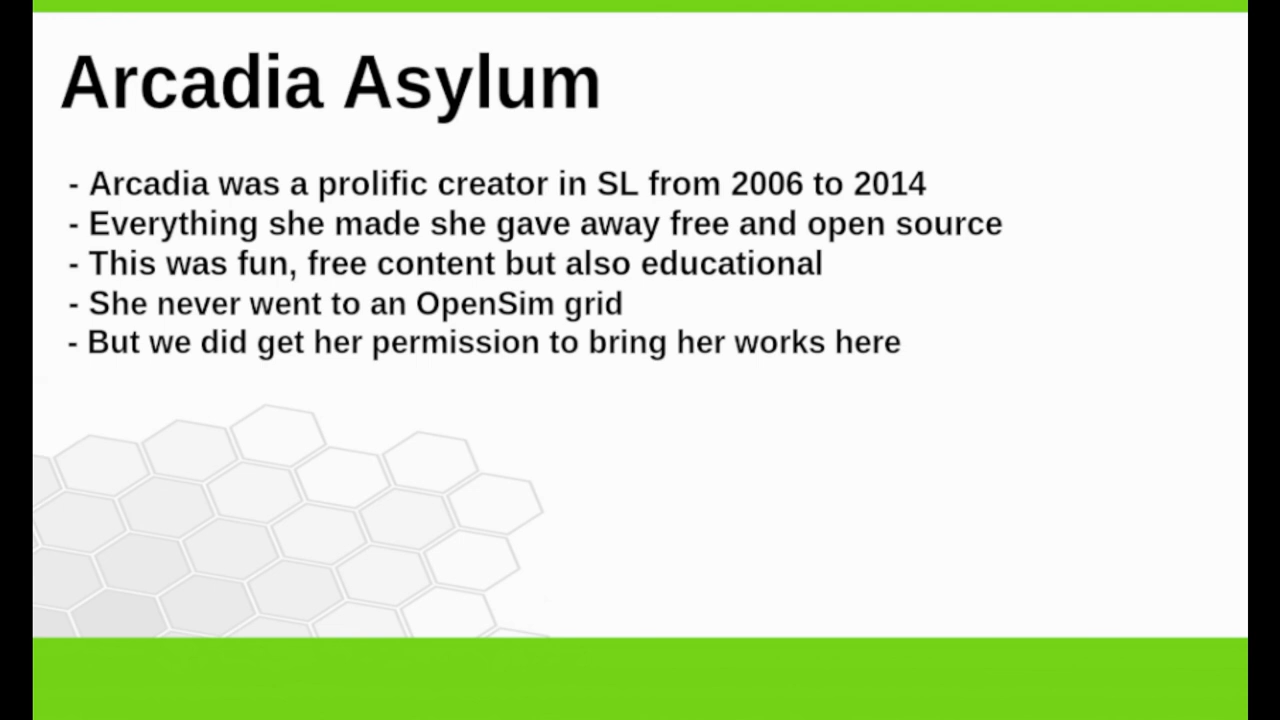 Arcadia Asylum
- Arcadia was a prolific creator in SL from 2006 to 2014
- Everything she made she gave away free and open source
- This was fun, free content but also educational
- She never went to an OpenSim grid
- But we did get her permission to bring her works here